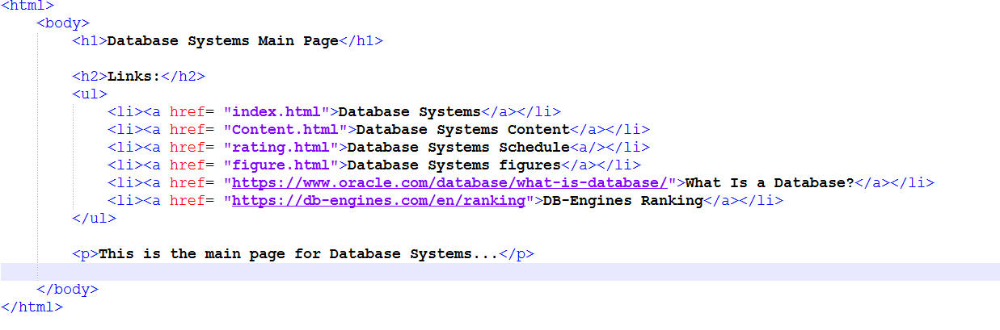 <html>
<body>
<h1>Database Systems Main Page</h1>
<h2>Links:</h2>
<ul>
<li><a href= "index.html">Database Systems</a></li>
<li><a href= "Content.html">Database Systems Content</a></li>
<li><a href= "rating.html">Database Systems Schedule<a/></li>
<li><a href= "figure.html">Database Systems figures</a></li>
<li><a href= "https://www.oracle.com/database/what-is-database/">What Is a Database?</a></li>
<li><a href= "https://db-engines.com/en/ranking">DB-Engines Ranking</a></li>
</ul>
<p>This is the main page for Database Systems...</p>
</body>
</html>